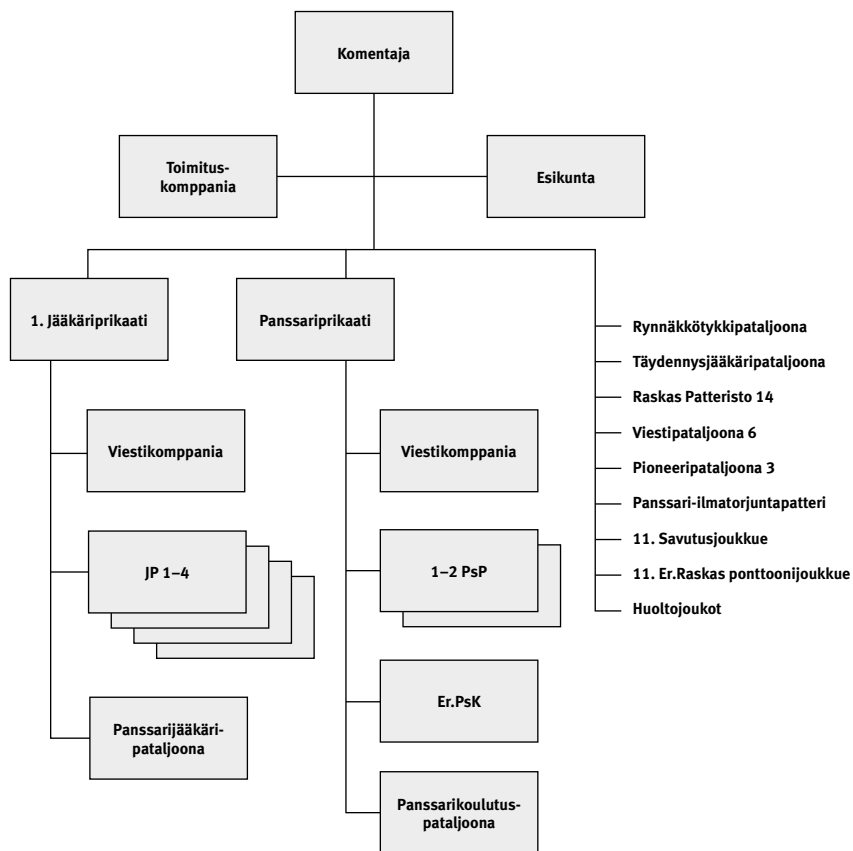 Komentaja
Toimitus-
komppania
Esikunta
1. Jääkäriprikaati
Panssariprikaati
Rynnäkkötykkipataljoona
Täydennysjääkäripataljoona
Raskas Patteristo 14
Viestipataljoona 6
Pioneeripataljoona 3
Panssari-ilmatorjuntapatteri
11. Savutusjoukkue
11. Er.Raskas ponttoonijoukkue
Huoltojoukot
Viestikomppania
JP 1–4
Panssarijääkäri-
pataljoona
Viestikomppania
1–2 PsP
Er.PsK
Panssarikoulutus-
pataljoona